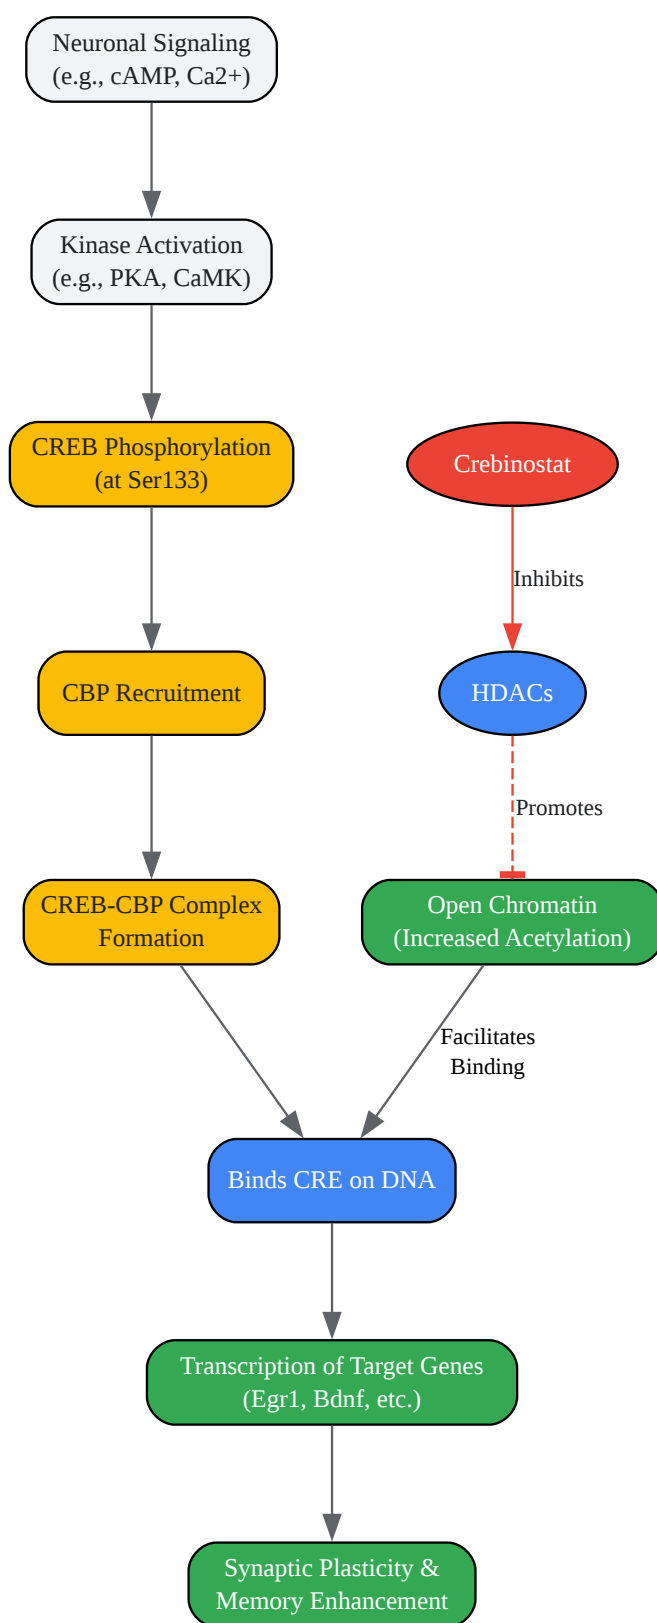 Neuronal Signaling
(e.g., cAMP, Ca2+)
Kinase Activation
(e.g., PKA, CaMK)
CREB Phosphorylation
(at Ser133)
Crebinostat
Inhibits
CBP Recruitment
HDACs
Promotes
CREB-CBP Complex
Formation
Open Chromatin
(Increased Acetylation)
Facilitates
Binding
Binds CRE on DNA
Transcription of Target Genes
(Egr1, Bdnf, etc.)
Synaptic Plasticity &
Memory Enhancement